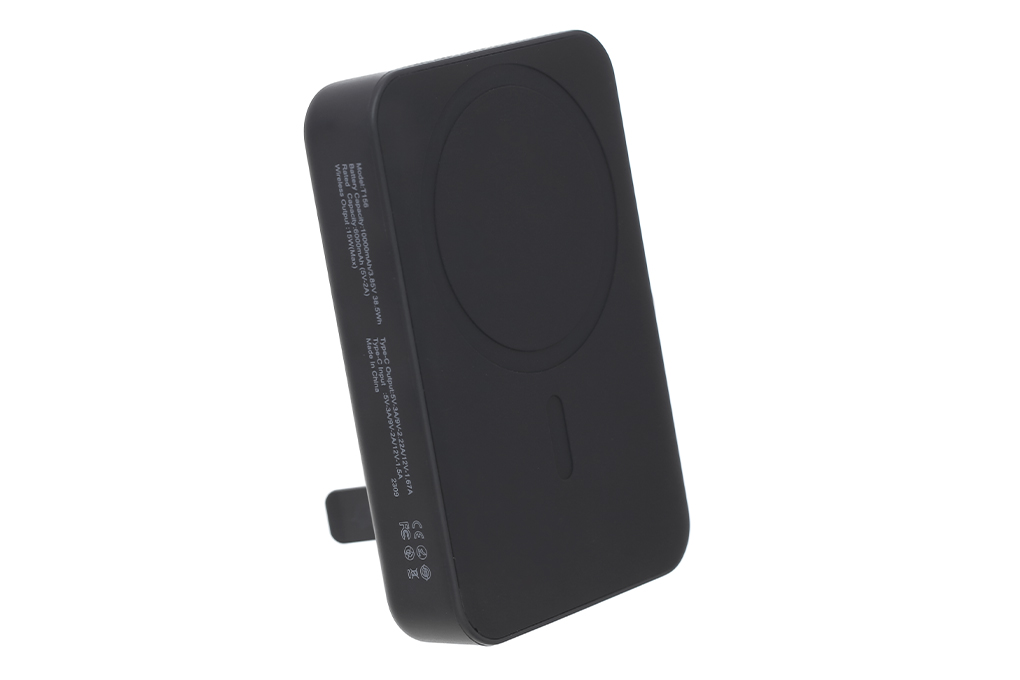 Model:T156
Battery Capacity:10000mAh/3.85V 38.5Wh
Rated Capacity:6000mAh (5V-2A)
Wireless Output :15W(Max)
Type-C Output:5V-3A/9V-2.22A/12V-1.67A
Type-C Input :5V-3A/9V-2A/12V-1.5A
Made In China 2309
CE
FC